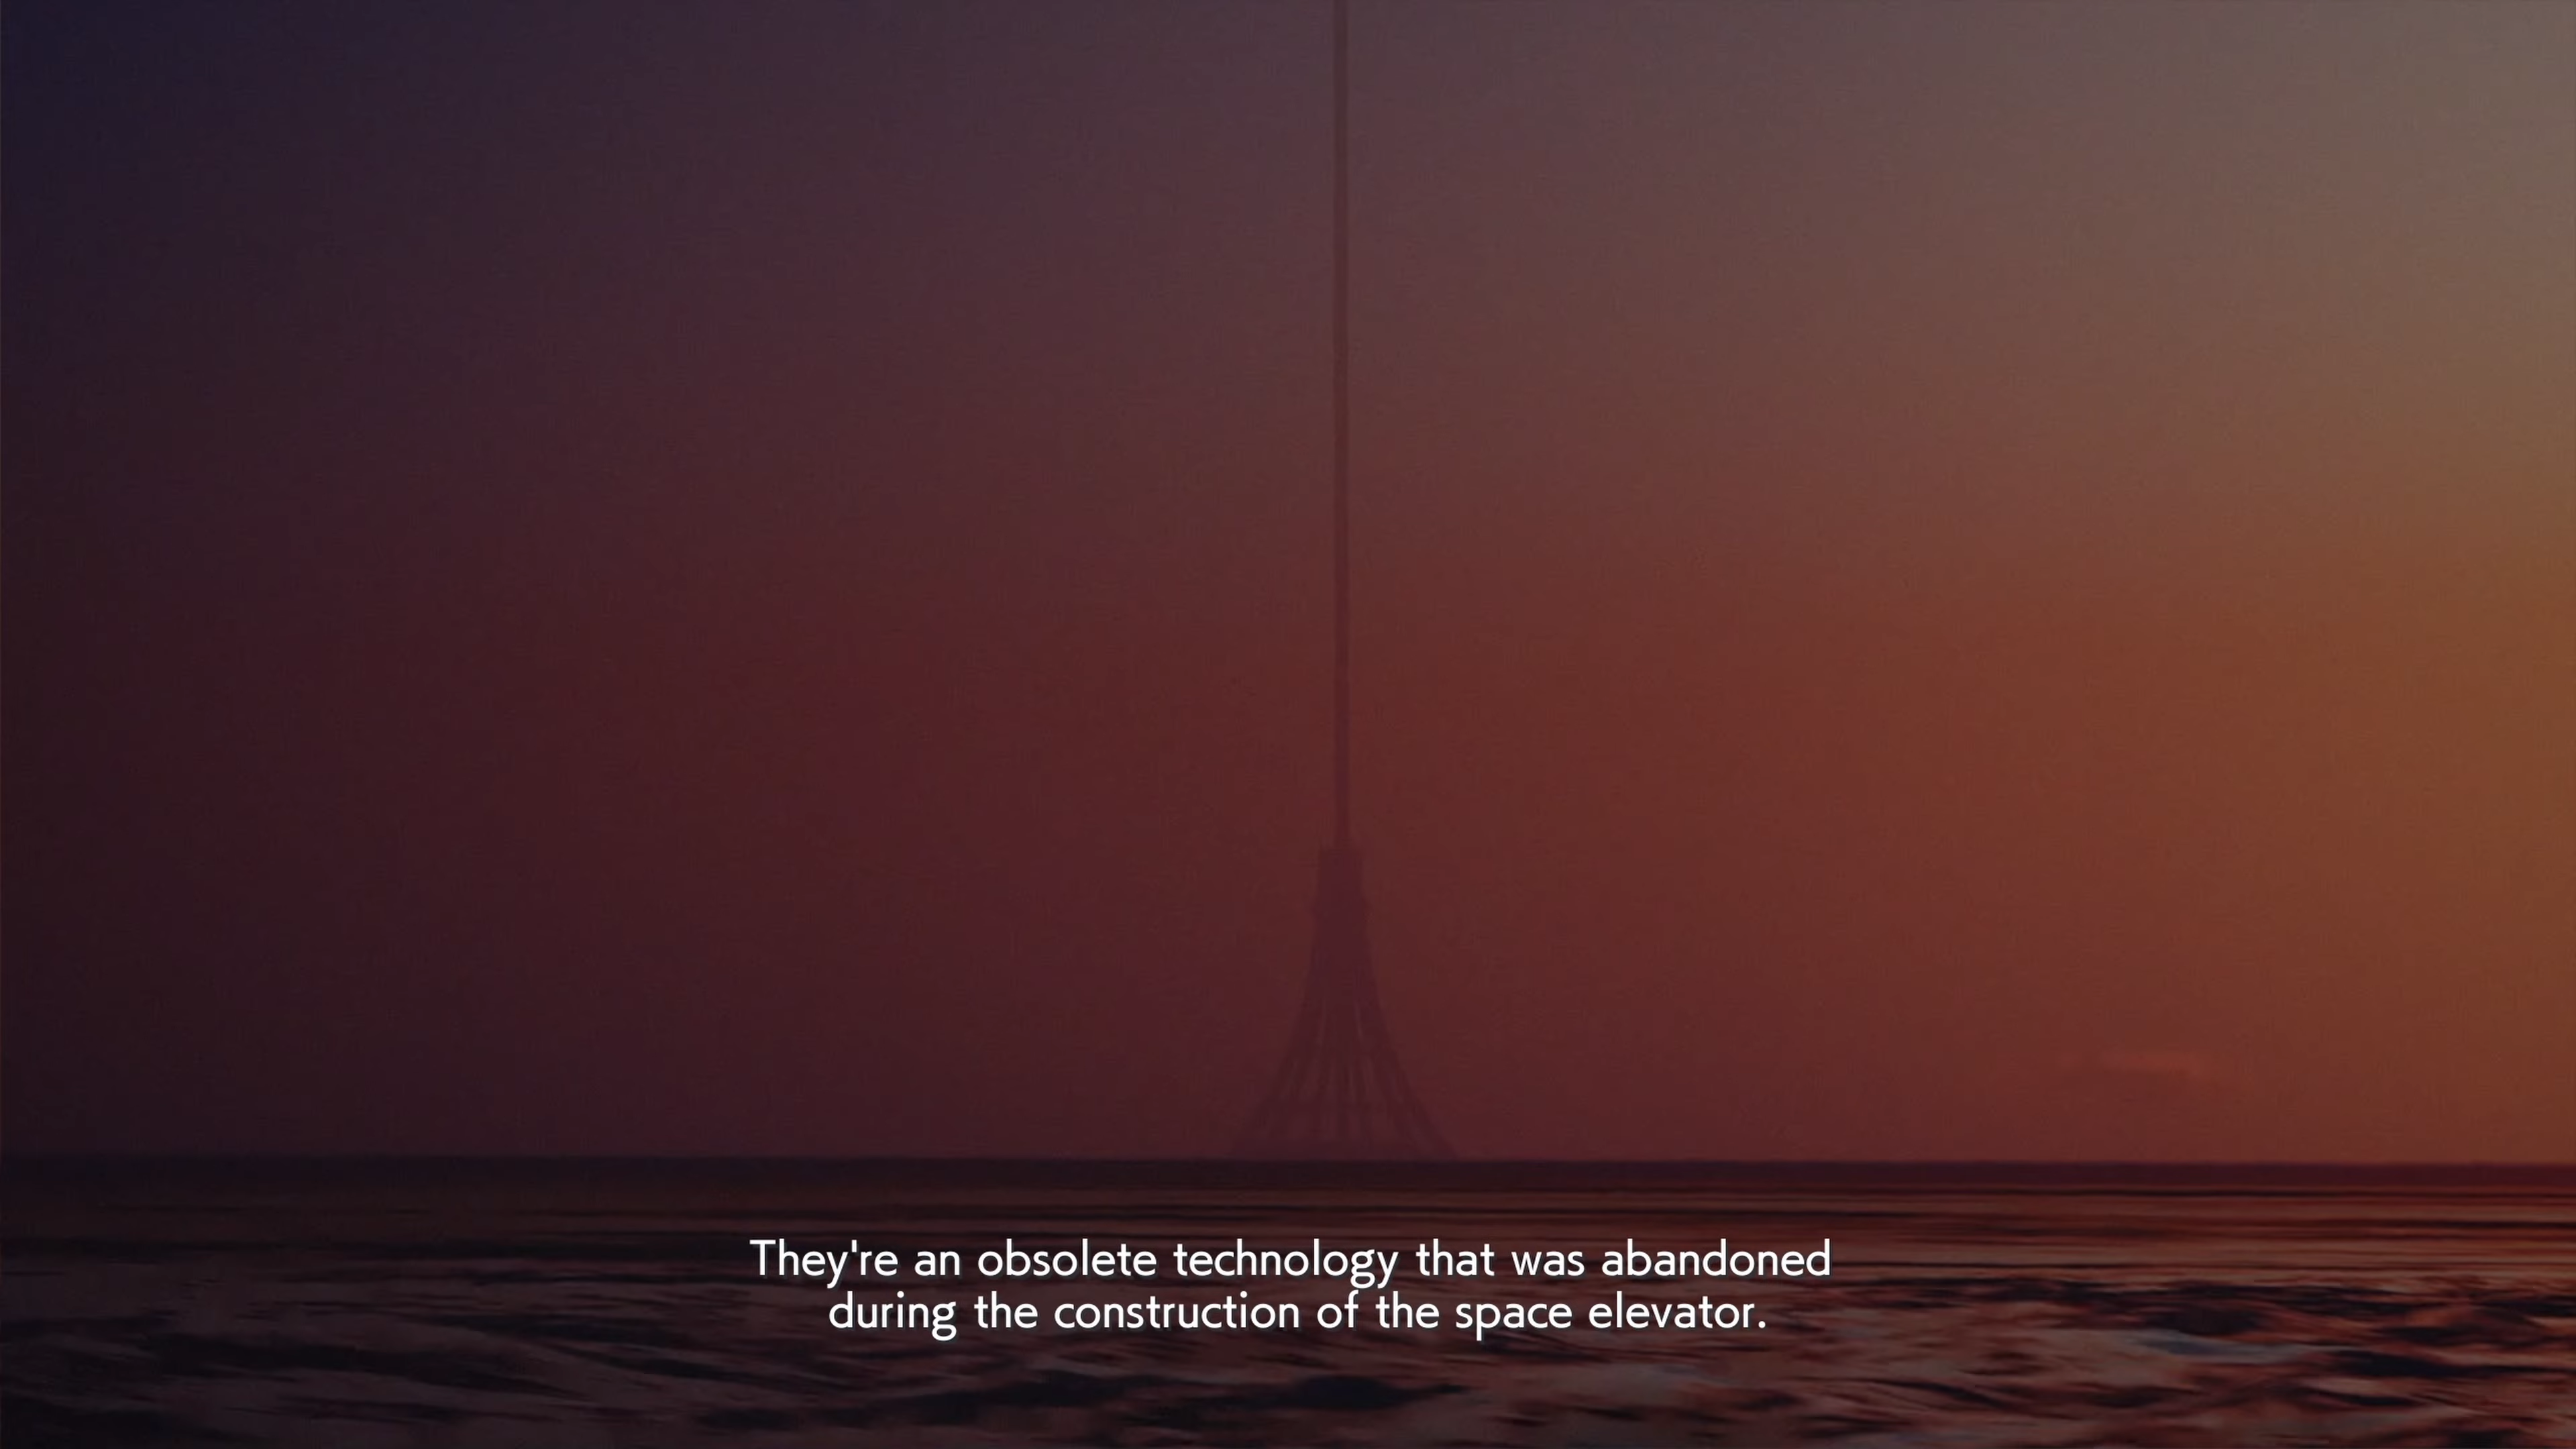 They're an obsolete technology that was abandoned
during the construction of the space elevator.